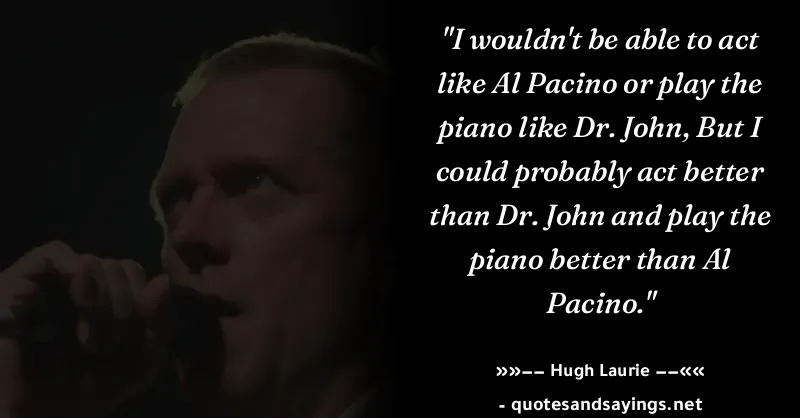 "I wouldn't be able to act
like Al Pacino or play the
piano like Dr. John, But I
could probably act better
than Dr. John and play the
piano better than Al
Pacino."
»»−− Hugh Laurie −−««
- quotesandsayings.net